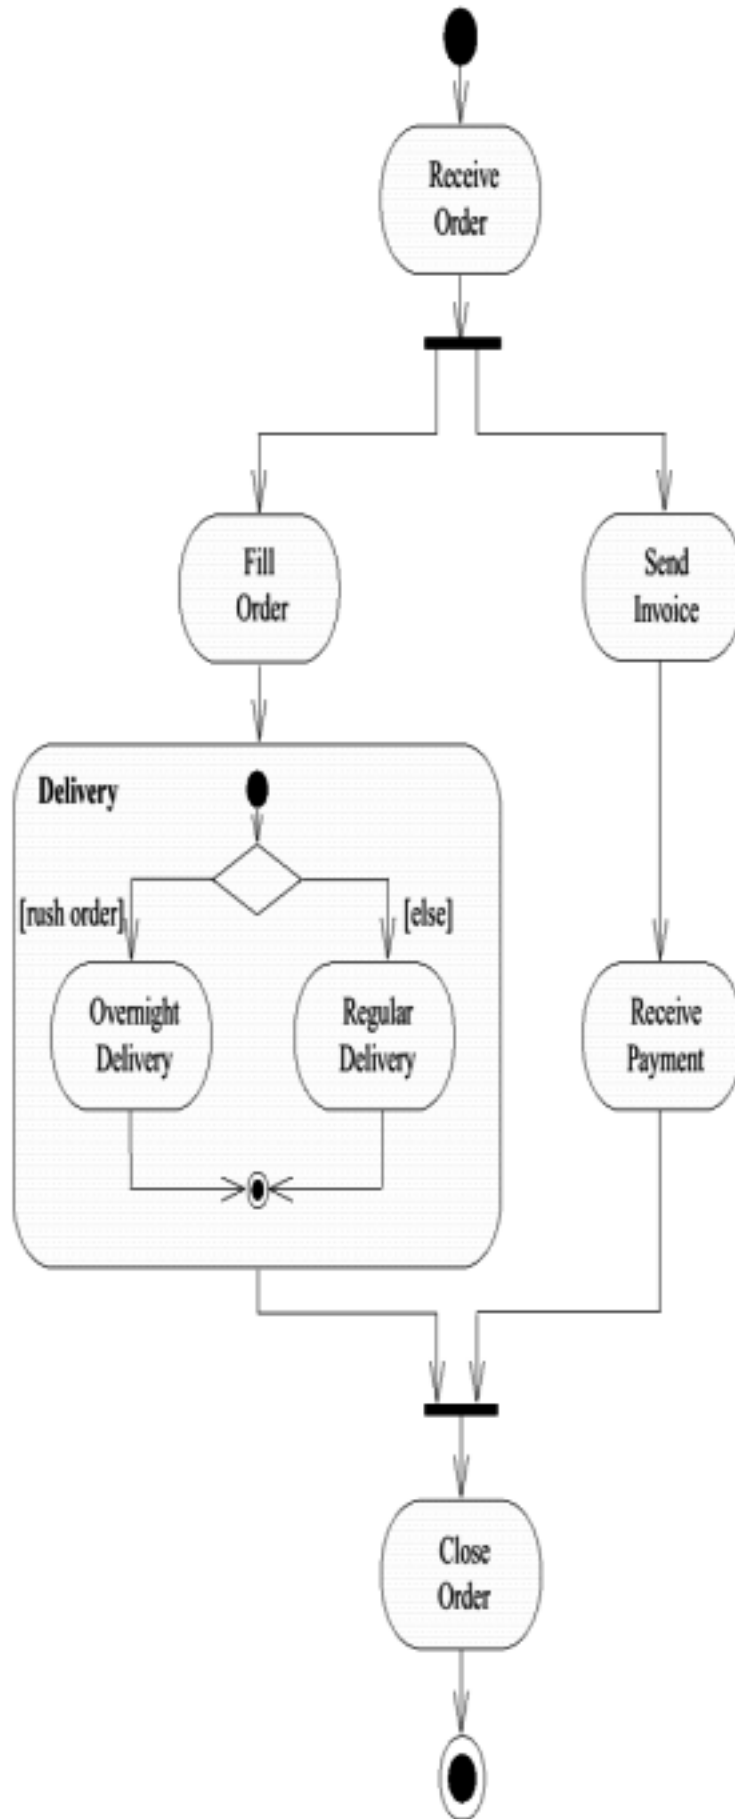 Receive
Order
Fill
Order
Send
Invoice
Delivery
[rush order]
[else]
Overnight
Delivery
Regular
Delivery
Receive
Payment
Close
Order